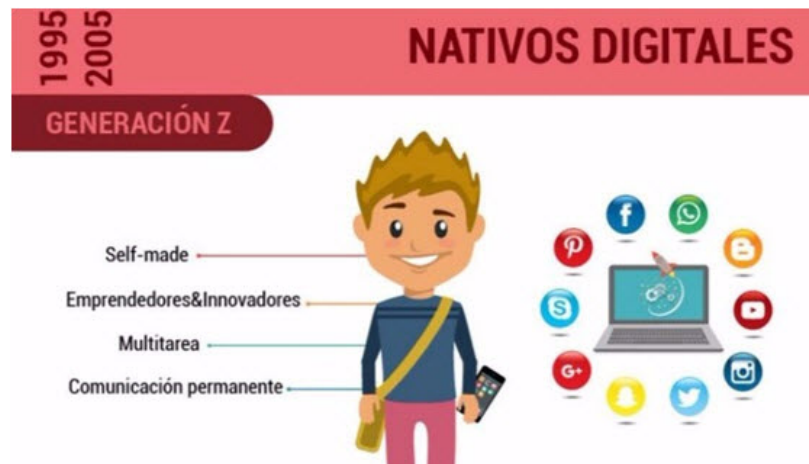 1995
2005
NATIVOS DIGITALES
GENERACIÓN Z
Self-made
Emprendedores&Innovadores
Multitarea
Comunicación permanente
G+